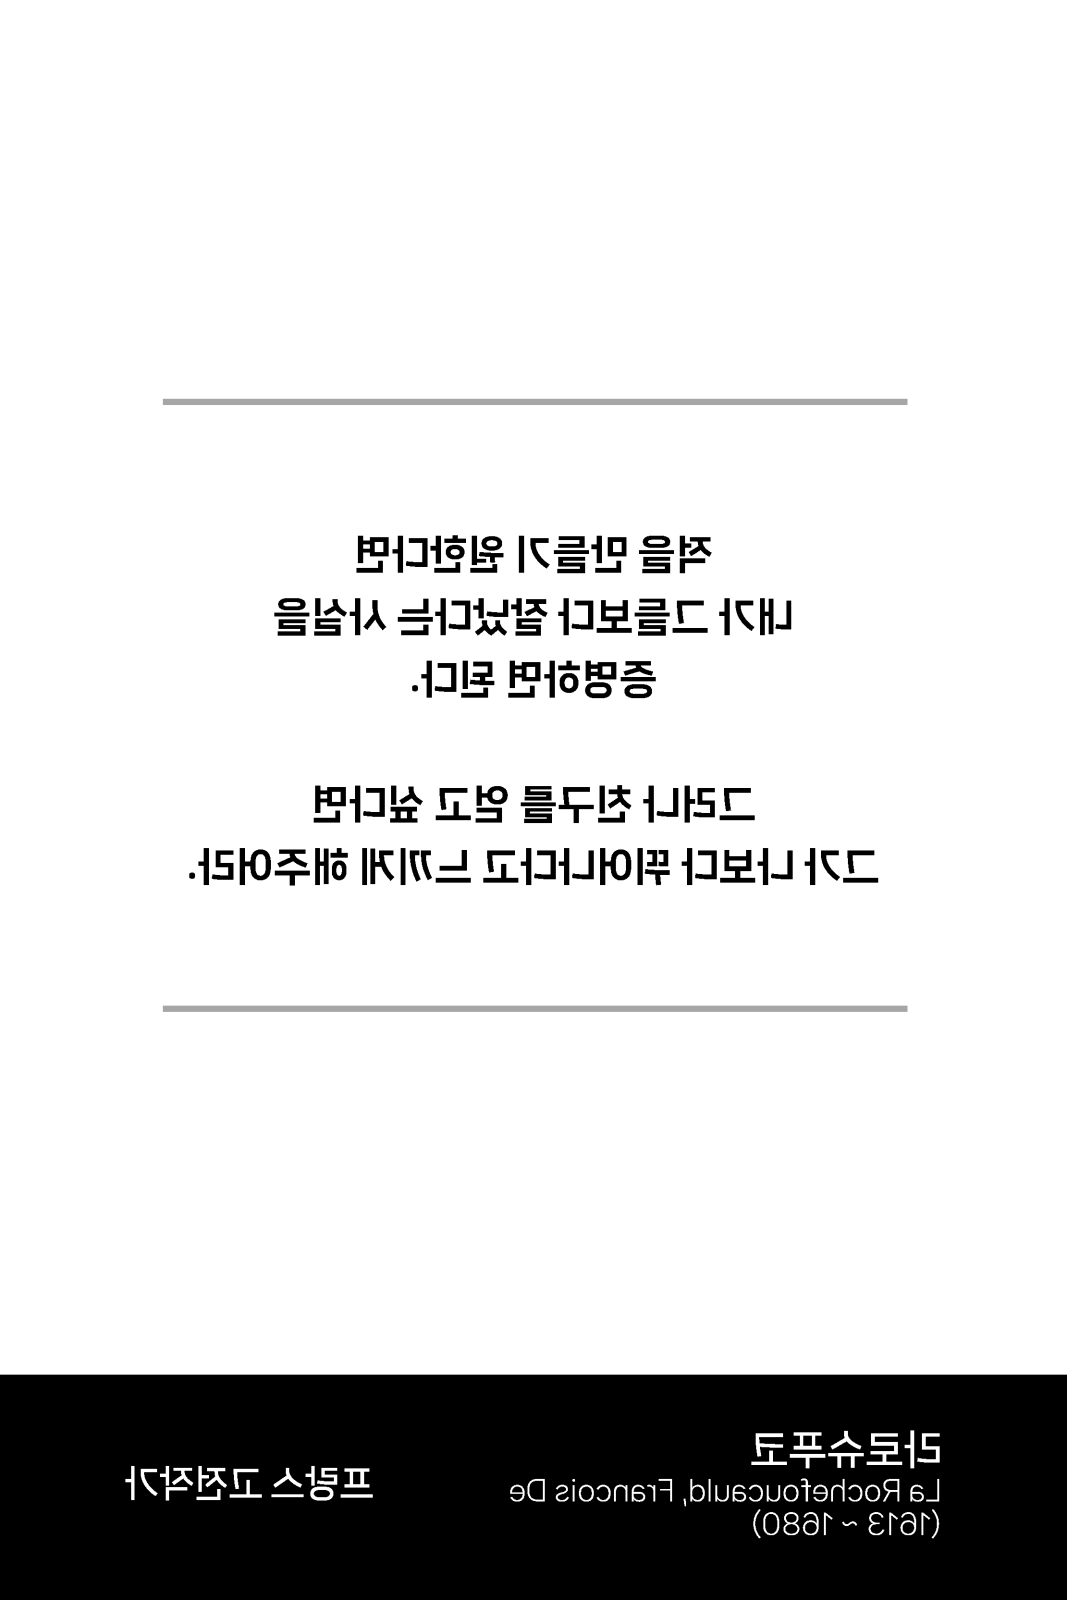 적을 만들기 원한다면
내가 그들보다 잘났다는 사실을
증명하면 된다.
그러나 친구를 얻고 싶다면
그가 나보다 뛰어나다고 느끼게 해주어라.
라로슈푸코
La Rochefoucauld, Francois De
(1613 ~ 1680)
프랑스 고전작가